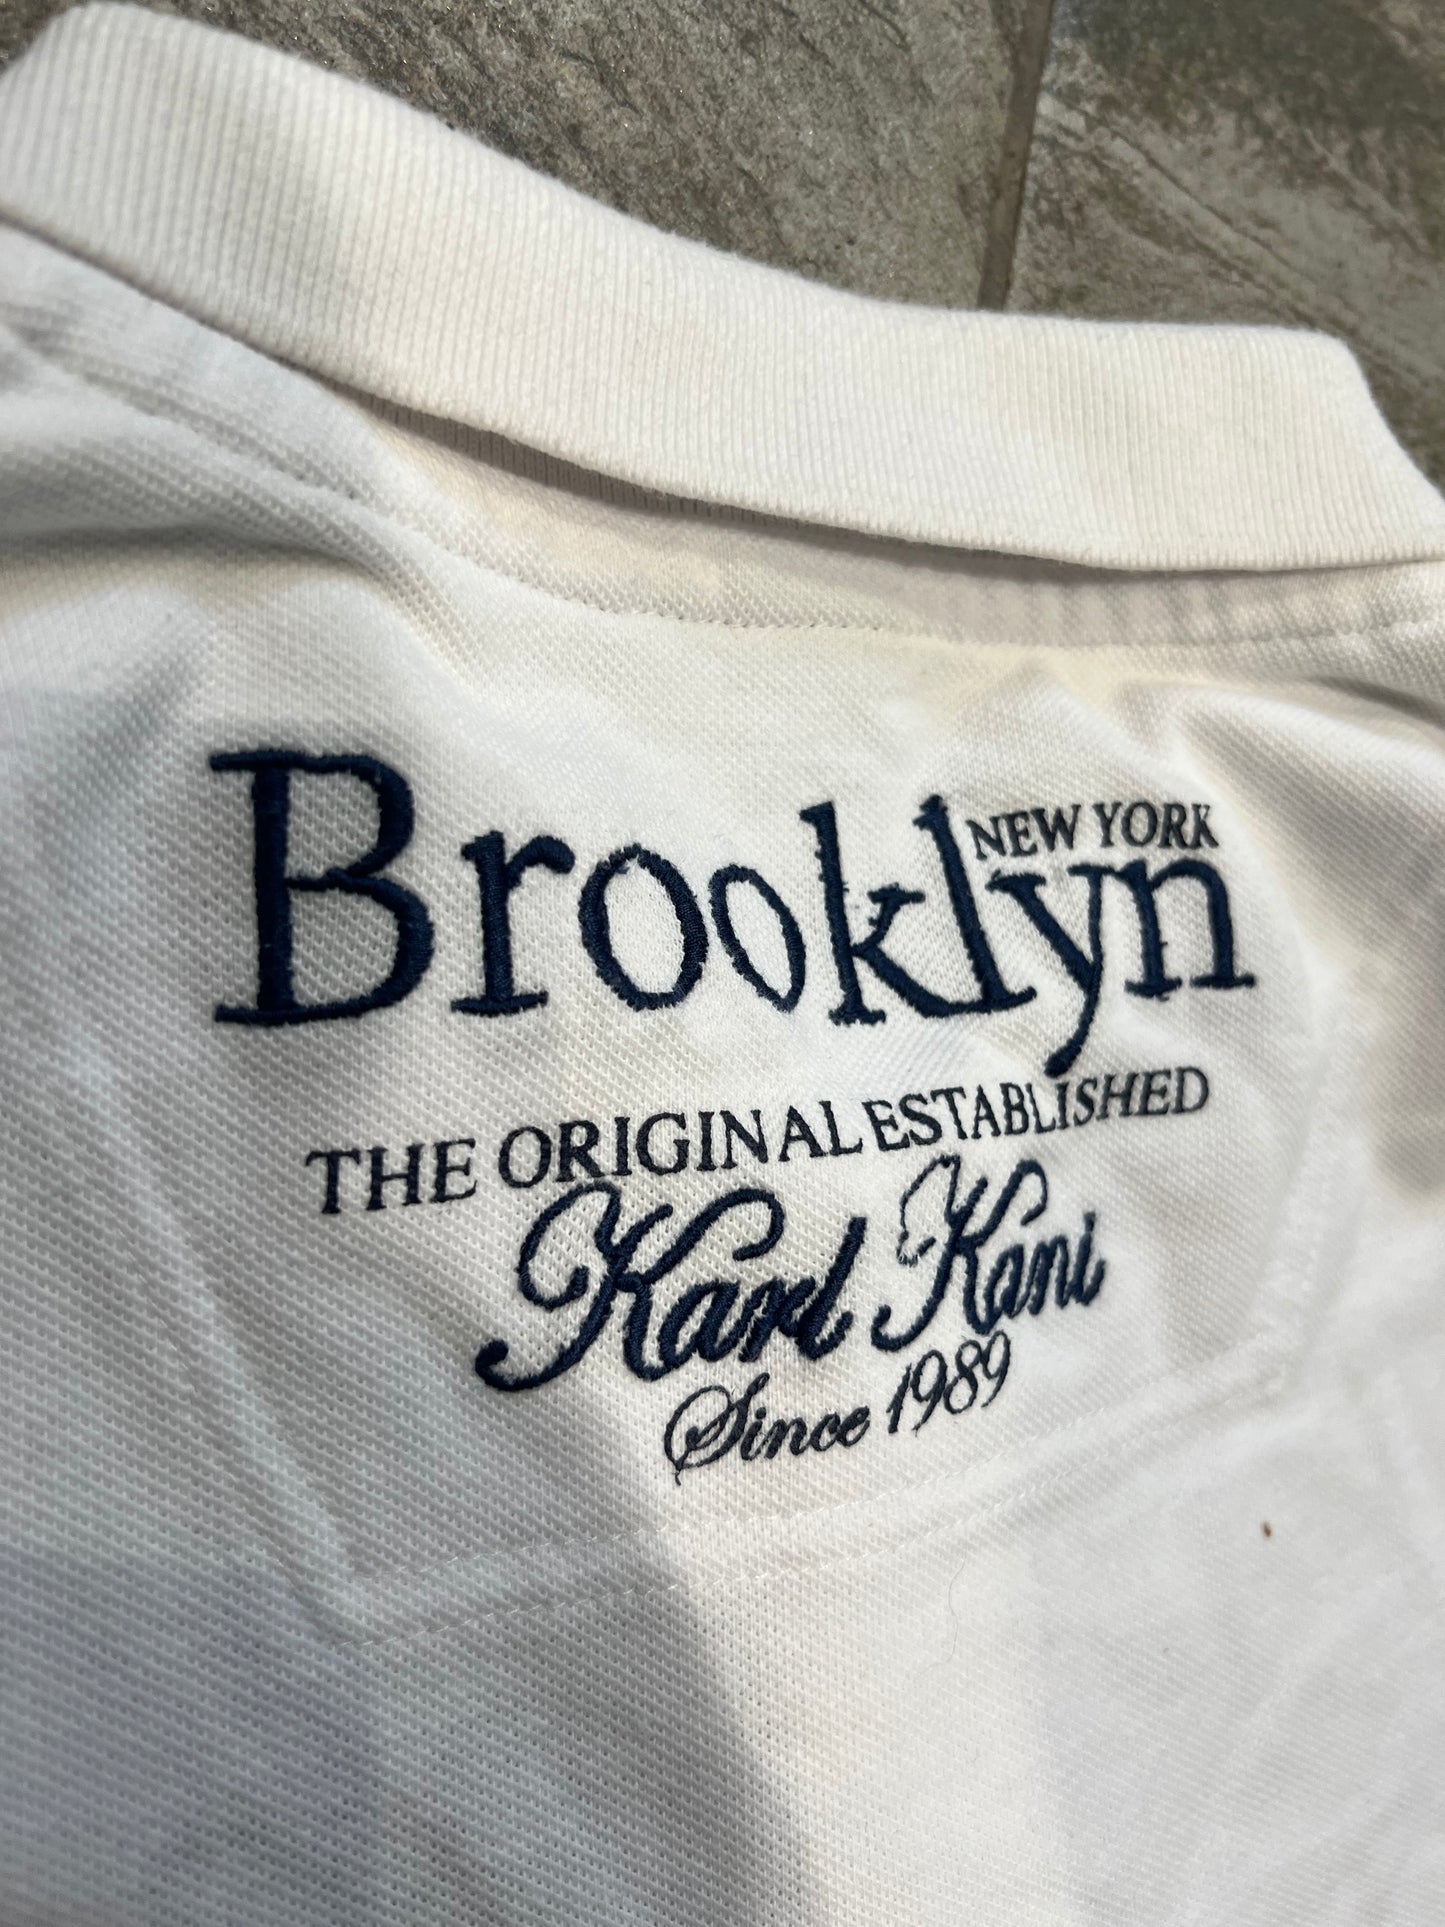 Brooklyn
NEW YORK
THE ORIGINAL ESTABLISHED
Karl Kani
Since 1989